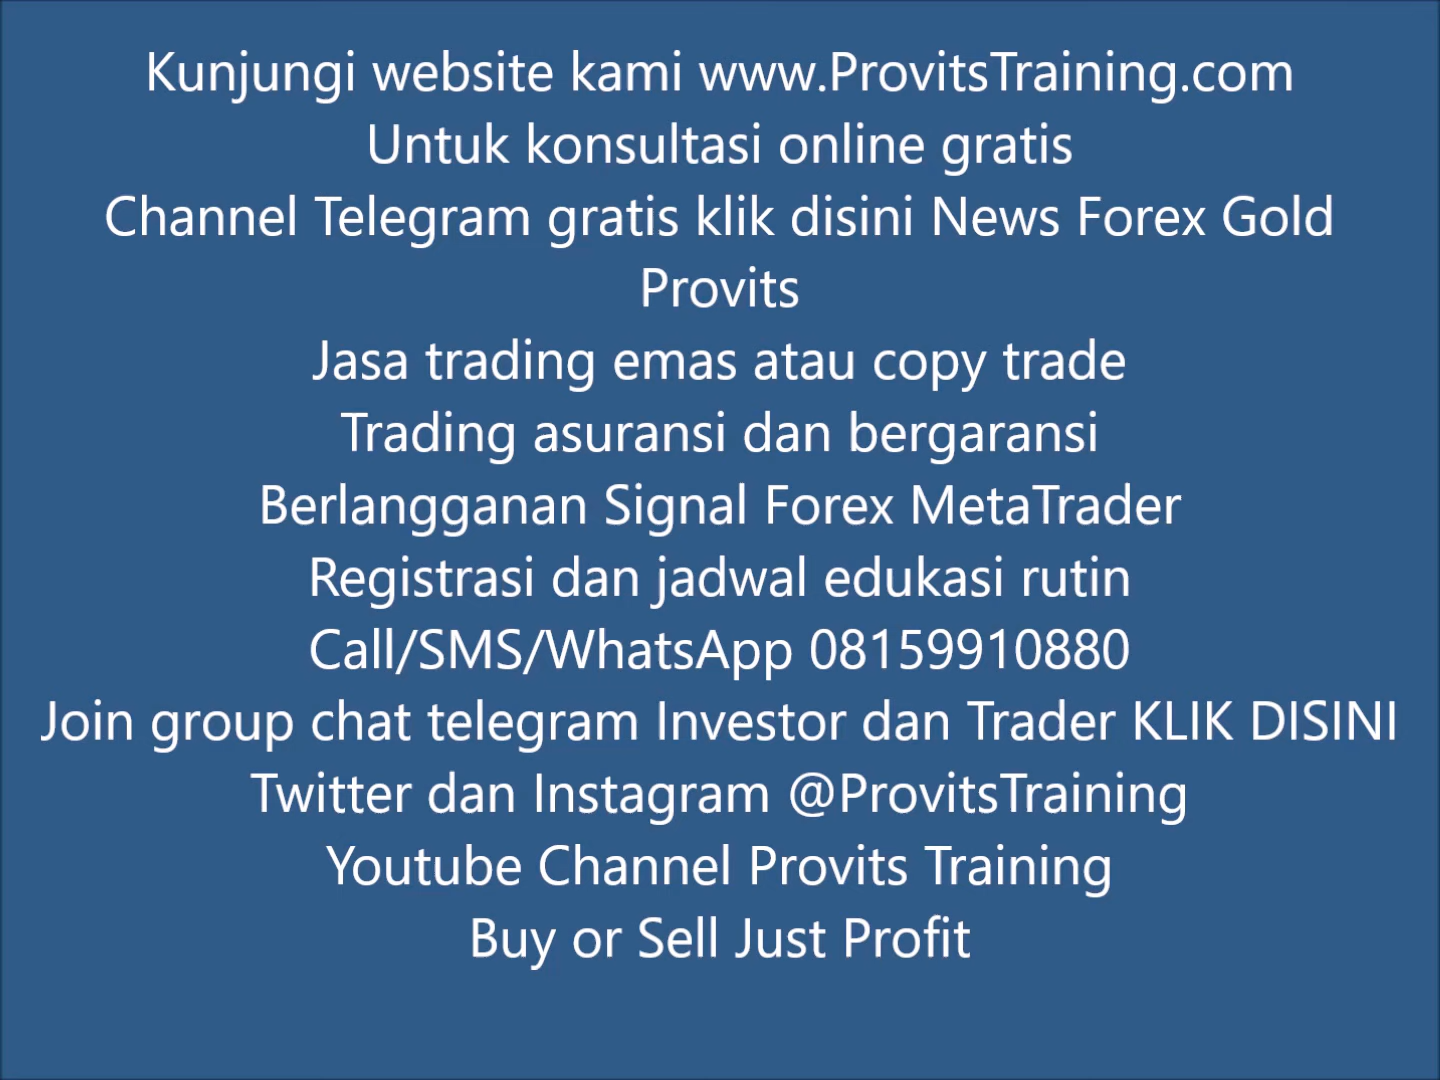 Kunjungi website kami www.ProvitsTraining.com
Untuk konsultasi online gratis
Channel Telegram gratis klik disini News Forex Gold
Provits
Jasa trading emas atau copy trade
Trading asuransi dan bergaransi
Berlangganan Signal Forex MetaTrader
Registrasi dan jadwal edukasi rutin
Call/SMS/WhatsApp 08159910880
Join group chat telegram Investor dan Trader KLIK DISINI
Twitter dan Instagram @ProvitsTraining
Youtube Channel Provits Training
Buy or Sell Just Profit